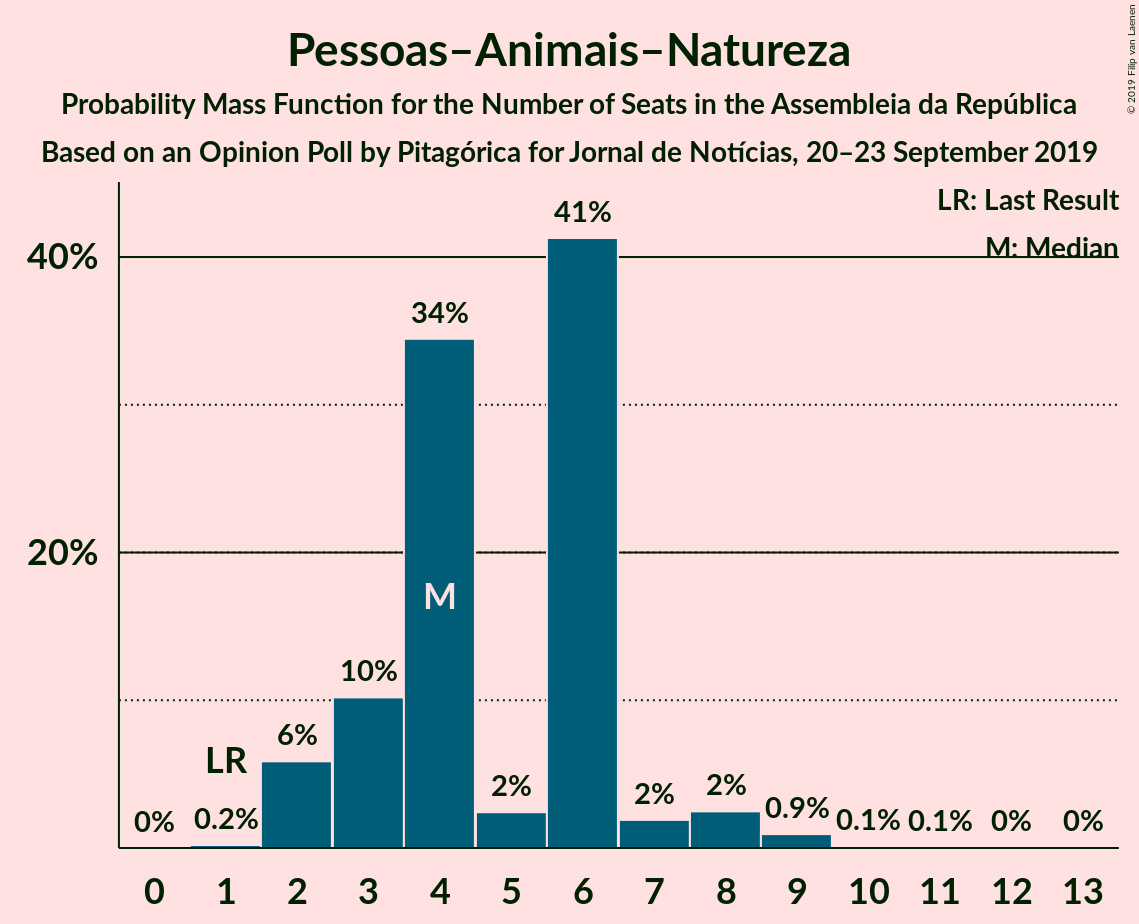 Pessoas–Animais–Natureza
Probability Mass Function for the Number of Seats in the Assembleia da República
Based on an Opinion Poll by Pitagórica for Jornal de Notícias, 20–23 September 2019
© 2019 Filip van Laenen
LR: Last Result
M: Median
41%
40%
34%
20%
M
10%
6%
LR
2%
2%
2%
0%
0.2%
0.9%
0.1%
0.1%
0%
0%
0 1 2 3 4 5 6 7 8 9 10 11 12 13